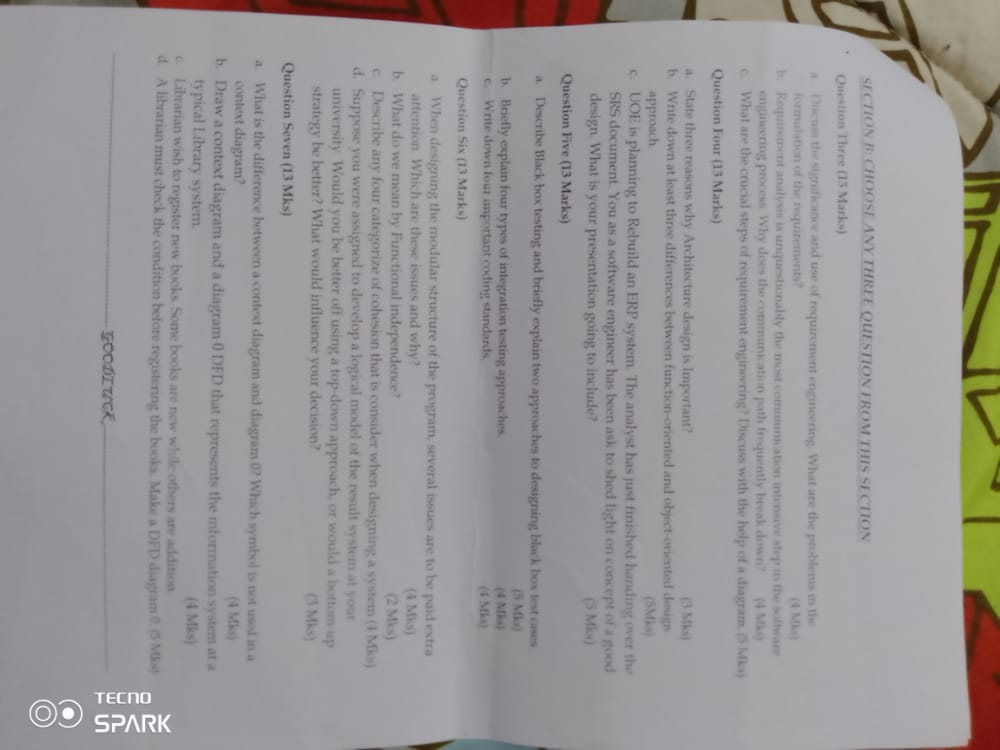 SECTION B: CHOOSE ANY THREE QUESTION FROM THIS SECTION
Question Three (13 Marks)
a. Discuss the significance and use of requirement engineering. What are the problems in the
formulation of the requirements? (4 Mks)
b. Requirement analysis is unquestionably the most communication intensive step in the software
engineering process. Why does the communication path frequently break down? (4 Mks)
c. What are the crucial steps of requirement engineering? Discuss with the help of a diagram. (5 Mks)
Question Four (13 Marks)
a. State three reasons why Architecture design is Important? (3 Mks)
b. Write down at least three differences between function-oriented and object-oriented design
approach. (5Mks)
c. UOE is planning to Rebuild an ERP system. The analyst has just finished handing over the
SRS document. You as a software engineer has been ask to shed light on concept of a good
design. What is your presentation going to include? (5 Mks)
Question Five (13 Marks)
a. Describe Black box testing and briefly explain two approaches to designing black box test cases.
(5 Mks)
b. Briefly explain four types of integration testing approaches. (4 Mks)
c. Write down four important coding standards. (4 Mks)
Question Six (13 Marks)
a. When designing the modular structure of the program, several issues are to be paid extra
attention. Which are these issues and why? (4 Mks)
b. What do we mean by Functional independence? (2 Mks)
c. Describe any four categorize of cohesion that is consider when designing a system (4 Mks)
d. Suppose you were assigned to develop a logical model of the result system at your
university. Would you be better off using a top-down approach, or would a bottom-up
strategy be better? What would influence your decision? (3 Mks)
Question Seven (13 Mks)
a. What is the difference between a context diagram and diagram 0? Which symbol is not used in a
context diagram? (4 Mks)
b. Draw a context diagram and a diagram 0 DFD that represents the information system at a
typical Library system. (4 Mks)
c. Librarian wish to register new books. Some books are new while others are addition.
d. A librarian must check the condition before registering the books. Make a DFD diagram 0. (5 Mks)
GOODLUCK
TECNO
SPARK